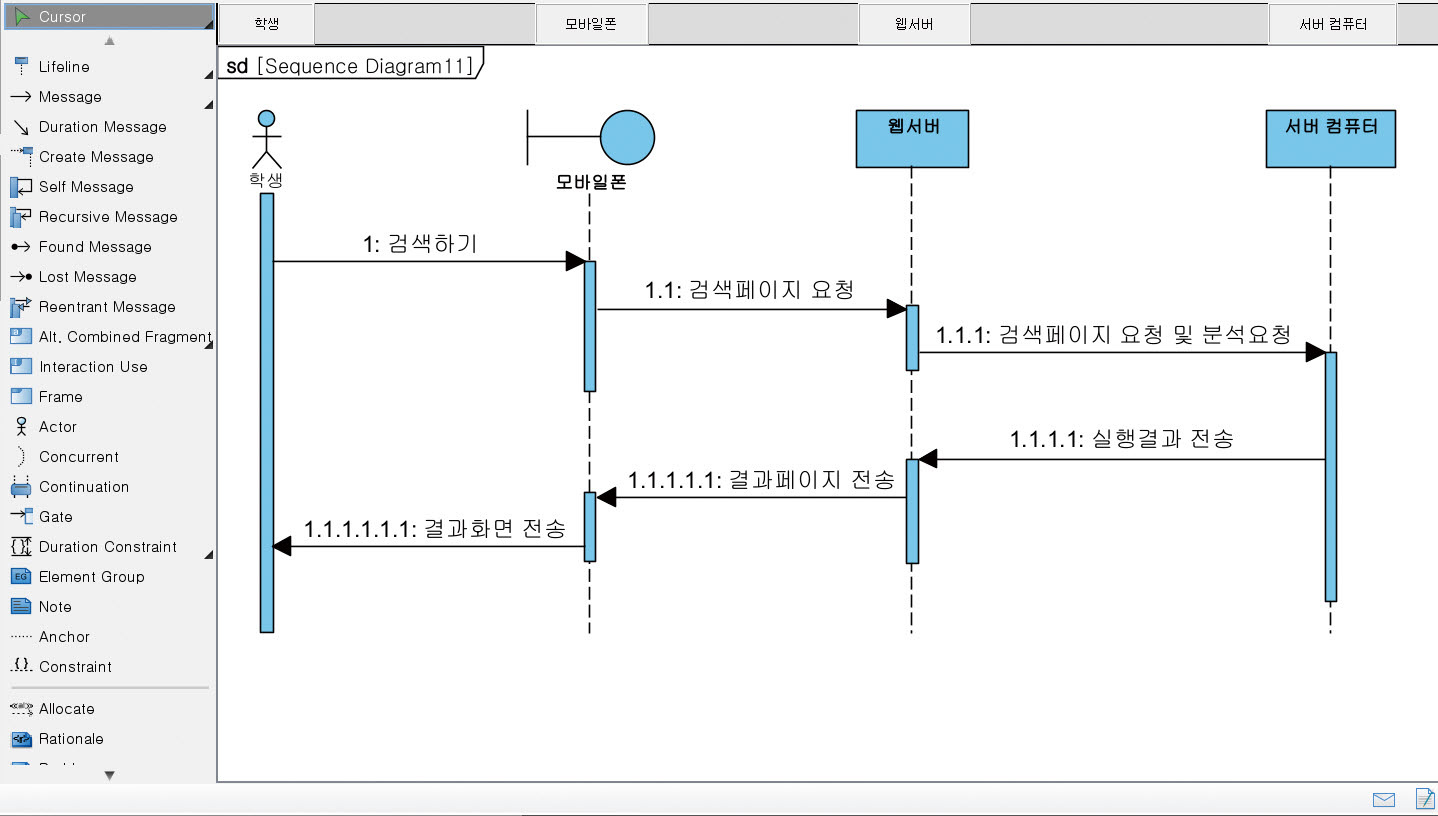 Cursor
Lifeline
Message
Duration Message
Create Message
Self Message
Recursive Message
Found Message
Lost Message
Reentrant Message
Alt. Combined Fragment
Interaction Use
Frame
Actor
Concurrent
Continuation
Gate
Duration Constraint
EG Element Group
Note
Anchor
Constraint
Allocate
Rationale
학생 모바일폰 웹서버 서버 컴퓨터
sd [Sequence Diagram11]
학생 모바일폰 웹서버 서버 컴퓨터
1: 검색하기
1.1: 검색페이지 요청
1.1.1: 검색페이지 요청 및 분석요청
1.1.1.1: 실행결과 전송
1.1.1.1.1: 결과페이지 전송
1.1.1.1.1.1: 결과화면 전송